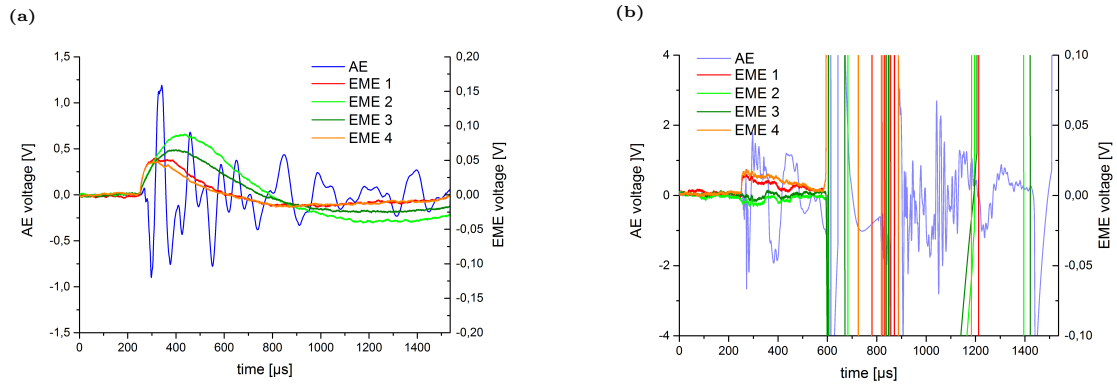 (a)
AE voltage [V]
1,5
1,0
0,5
0,0
-0,5
-1,0
-1,5
AE
EME 1
EME 2
EME 3
EME 4
0,20
0,15
0,10
0,05
0,00
-0,05
-0,10
-0,15
-0,20
EME voltage [V]
0 200 400 600 800 1000 1200 1400
time [µs]
(b)
AE voltage [V]
4
2
0
-2
-4
AE
EME 1
EME 2
EME 3
EME 4
0,10
0,05
0,00
-0,05
-0,10
EME voltage [V]
0 200 400 600 800 1000 1200 1400
time [µs]